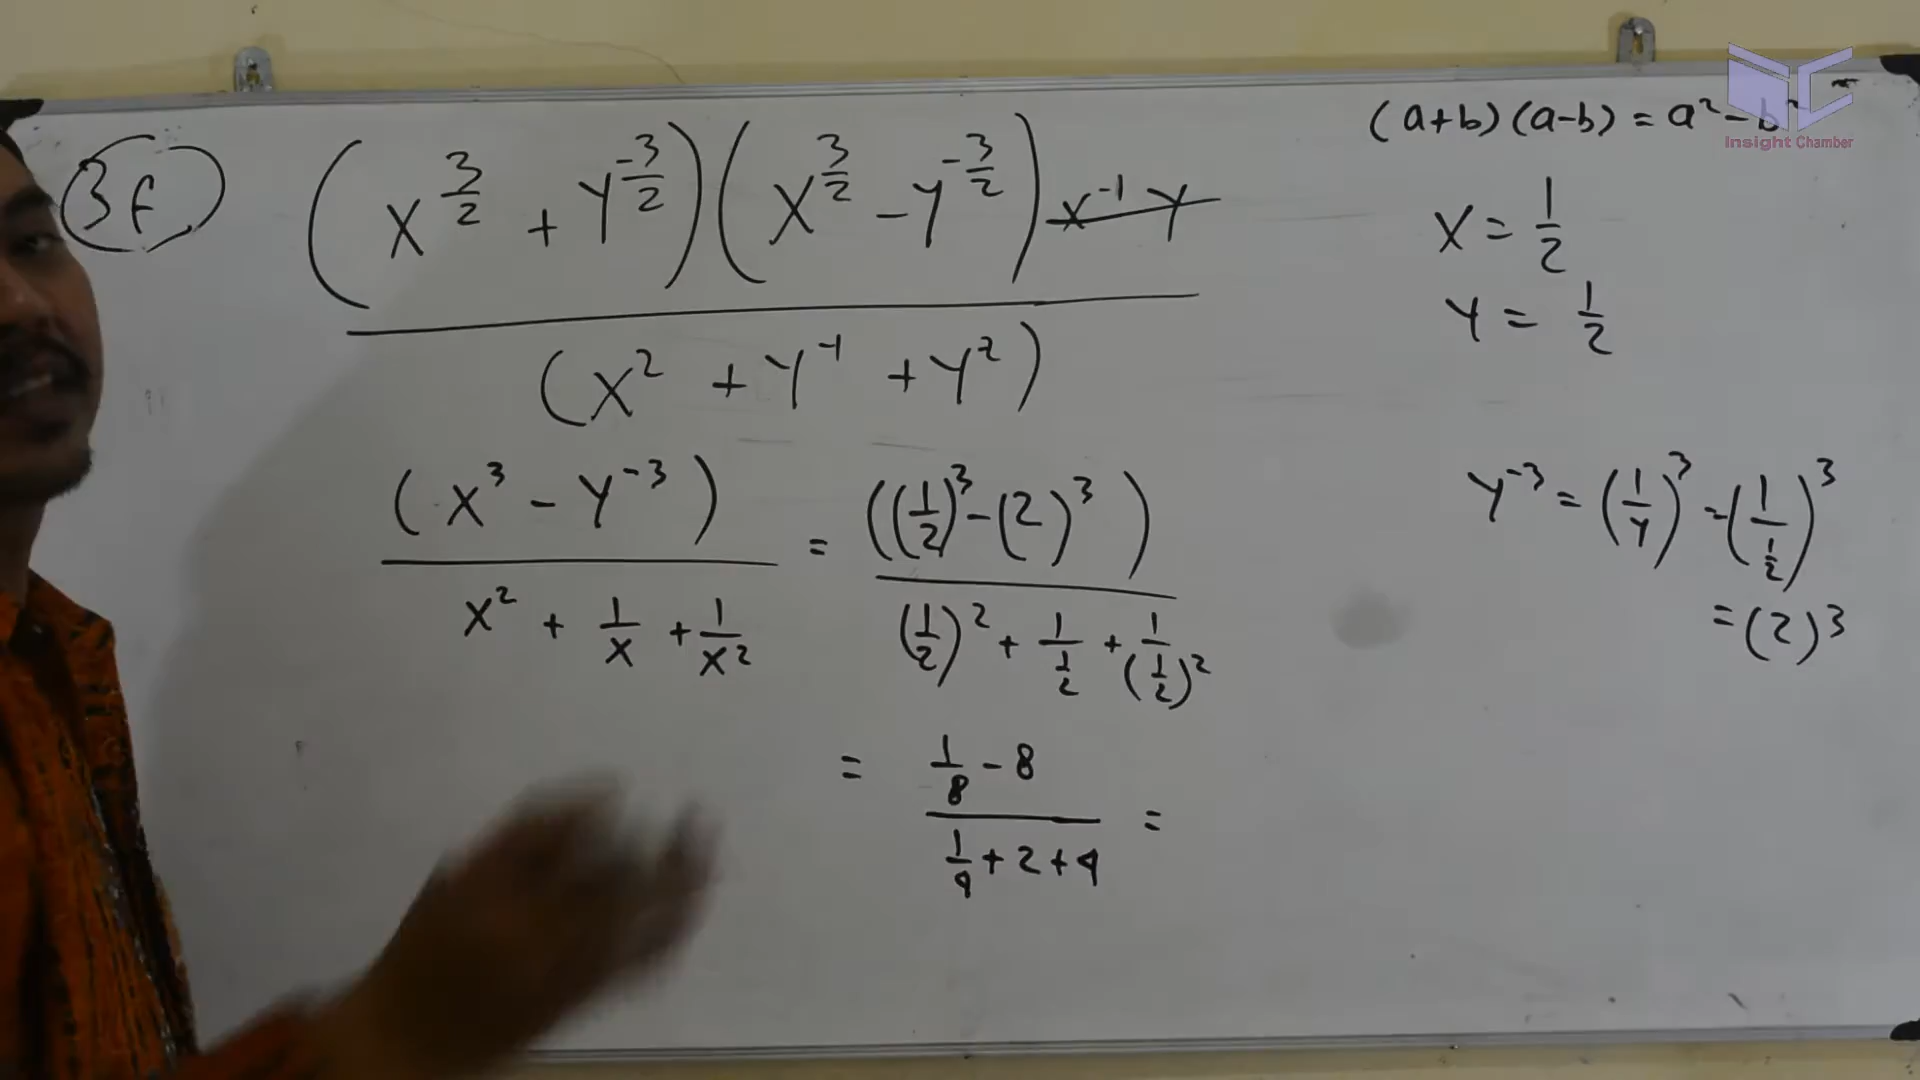 (a+b)(a-b) = a² - b²
Insight Chamber
3f
(x^{3/2} + y^{-3/2})(x^{3/2} - y^{-3/2}) x⁻¹ y
(x² + y⁻¹ + y²)
x = 1/2
y = 1/2
(x³ - y⁻³) / (x² + 1/x + 1/x²) = ((1/2)³ - (2)³) / ((1/2)² + 1/(1/2) + 1/(1/2)²)
= (1/8 - 8) / (1/4 + 2 + 4) =
y⁻³ = (1/y)³ = (1/(1/2))³
= (2)³